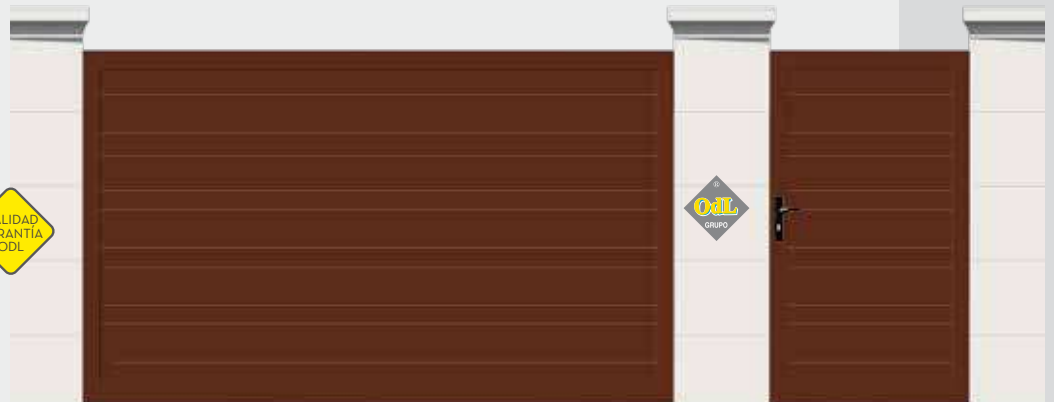 ALIDAD
RANTÍA
ODL
®
OdL
GRUPO